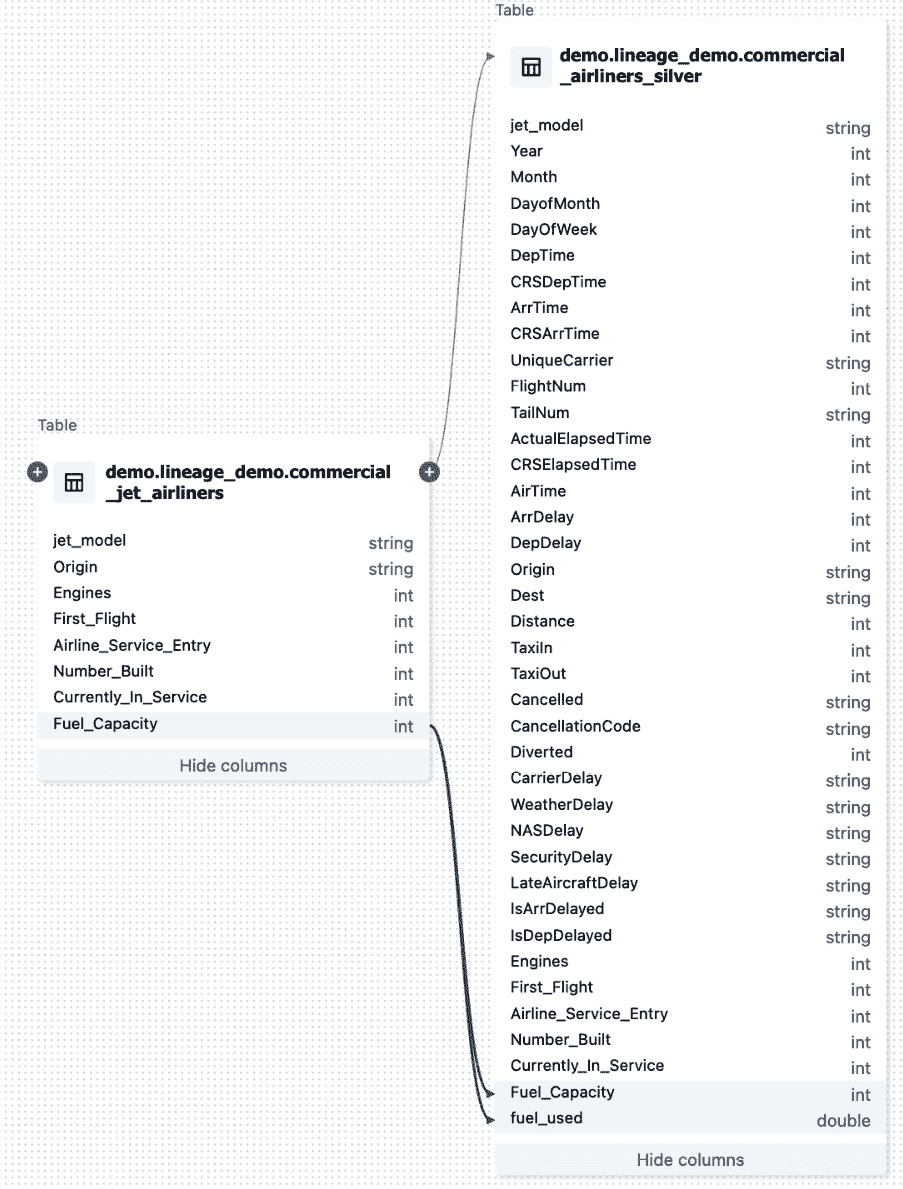 Table
demo.lineage_demo.commercial
_jet_airliners
jet_model string
Origin string
Engines int
First_Flight int
Airline_Service_Entry int
Number_Built int
Currently_In_Service int
Fuel_Capacity int
Hide columns
Table
demo.lineage_demo.commercial
_airliners_silver
jet_model string
Year int
Month int
DayofMonth int
DayOfWeek int
DepTime int
CRSDepTime int
ArrTime int
CRSArrTime int
UniqueCarrier string
FlightNum int
TailNum string
ActualElapsedTime int
CRSElapsedTime int
AirTime int
ArrDelay int
DepDelay int
Origin string
Dest string
Distance int
TaxiIn int
TaxiOut int
Cancelled string
CancellationCode string
Diverted int
CarrierDelay string
WeatherDelay string
NASDelay string
SecurityDelay string
LateAircraftDelay string
IsArrDelayed string
IsDepDelayed string
Engines int
First_Flight int
Airline_Service_Entry int
Number_Built int
Currently_In_Service int
Fuel_Capacity int
fuel_used double
Hide columns